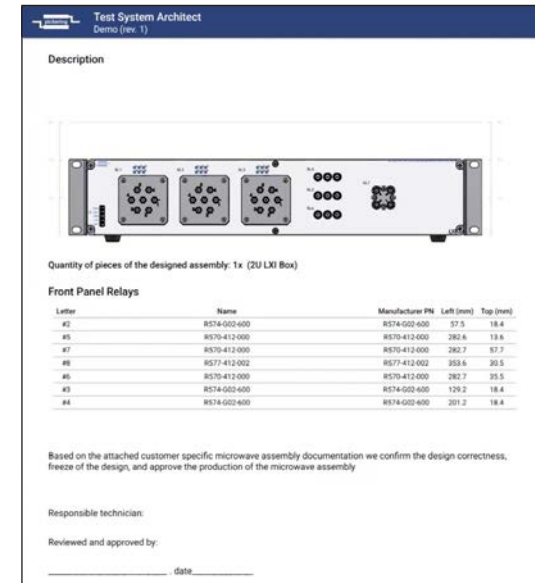 pickering
Test System Architect
Demo (rev. 1)
Description
Quantity of pieces of the designed assembly: 1x (2U LXI Box)
Front Panel Relays
Letter Name Manufacturer PN Left (mm) Top (mm)
#2 R574-G02-600 R574-G02-600 57.5 18.4
#5 R570-412-000 R570-412-000 282.6 13.6
#7 R570-412-000 R570-412-000 282.7 57.7
#8 R577-412-002 R577-412-002 353.6 30.5
#6 R570-412-000 R570-412-000 282.7 35.5
#3 R574-G02-600 R574-G02-600 129.2 18.4
#4 R574-G02-600 R574-G02-600 201.2 18.4
Based on the attached customer specific microwave assembly documentation we confirm the design correctness,
freeze of the design, and approve the production of the microwave assembly
Responsible technician:
Reviewed and approved by:
, date